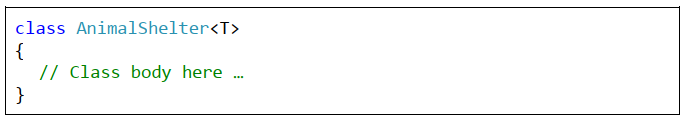 class AnimalShelter<T>
{
// Class body here …
}